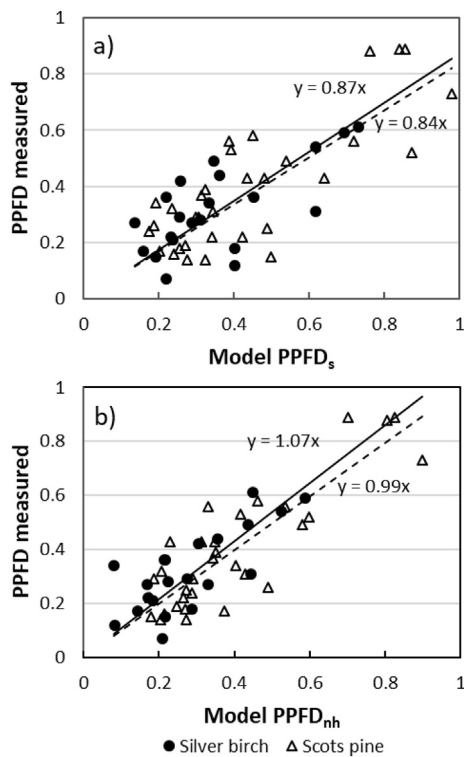 a)
1
0.8
0.6
0.4
0.2
0
PPFD measured
y = 0.87x
y = 0.84x
0 0.2 0.4 0.6 0.8 1
Model PPFDs
b)
1
0.8
0.6
0.4
0.2
0
PPFD measured
y = 1.07x
y = 0.99x
0 0.2 0.4 0.6 0.8 1
Model PPFDnh
Silver birch Scots pine